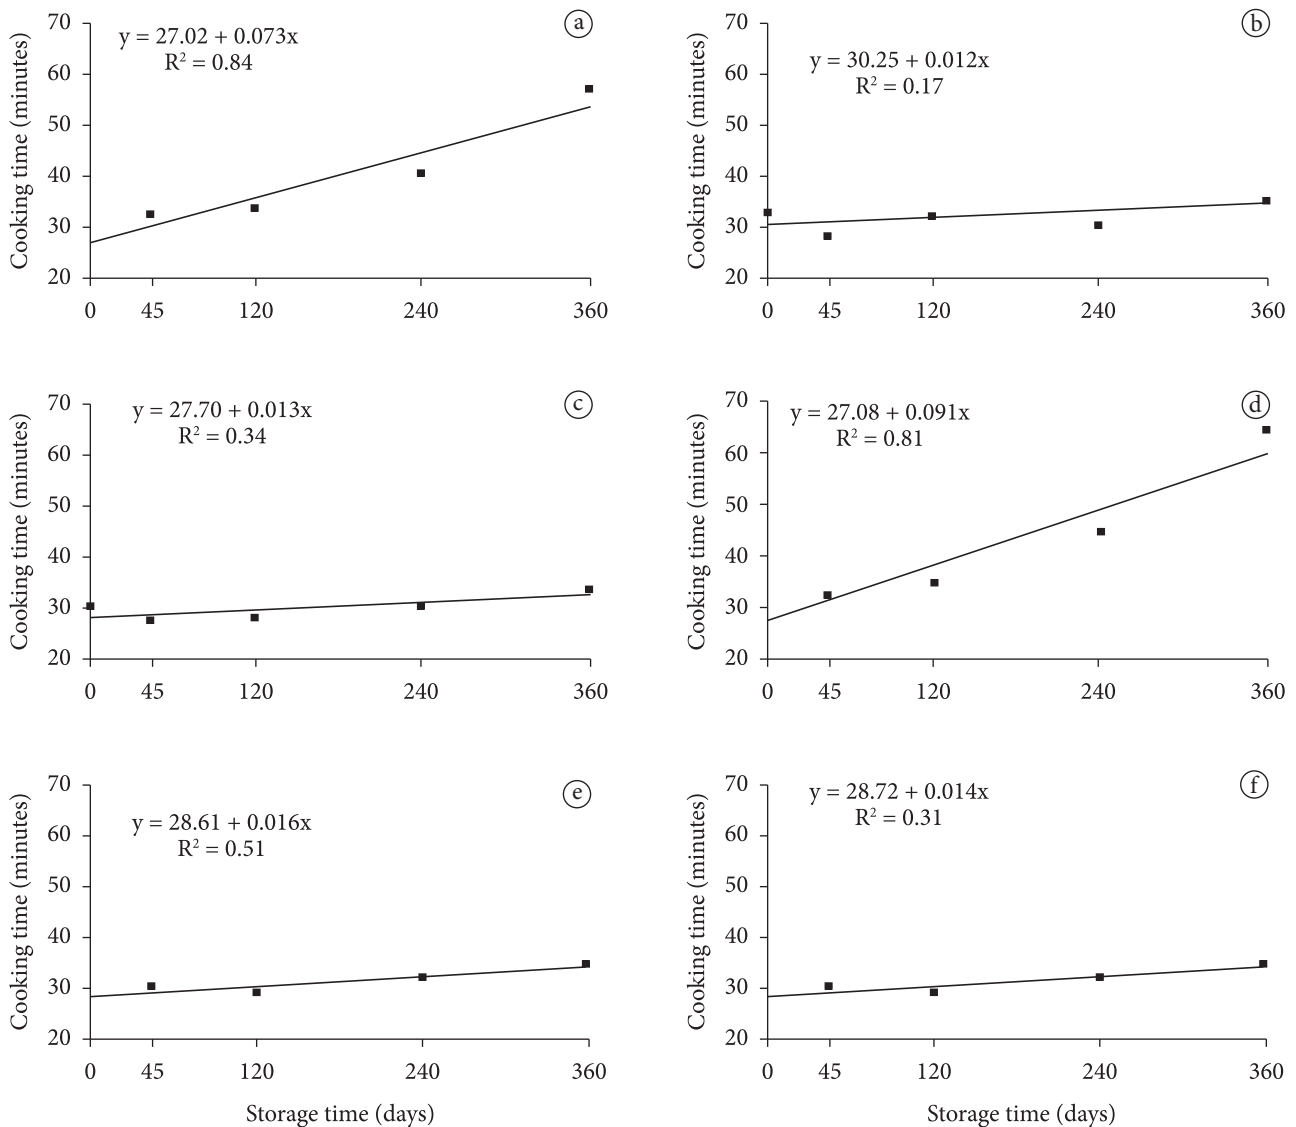 a
y = 27.02 + 0.073x
R² = 0.84
Cooking time (minutes)
70
60
50
40
30
20
0 45 120 240 360
b
y = 30.25 + 0.012x
R² = 0.17
Cooking time (minutes)
70
60
50
40
30
20
0 45 120 240 360
c
y = 27.70 + 0.013x
R² = 0.34
Cooking time (minutes)
70
60
50
40
30
20
0 45 120 240 360
d
y = 27.08 + 0.091x
R² = 0.81
Cooking time (minutes)
70
60
50
40
30
20
0 45 120 240 360
e
y = 28.61 + 0.016x
R² = 0.51
Cooking time (minutes)
70
60
50
40
30
20
0 45 120 240 360
Storage time (days)
f
y = 28.72 + 0.014x
R² = 0.31
Cooking time (minutes)
70
60
50
40
30
20
0 45 120 240 360
Storage time (days)